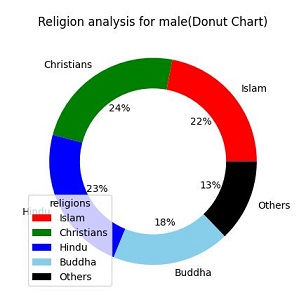 Religion analysis for male(Donut Chart)
Christians
Islam
24%
22%
23%
13%
Hindu
18%
Others
Buddha
religions
Islam
Christians
Hindu
Buddha
Others